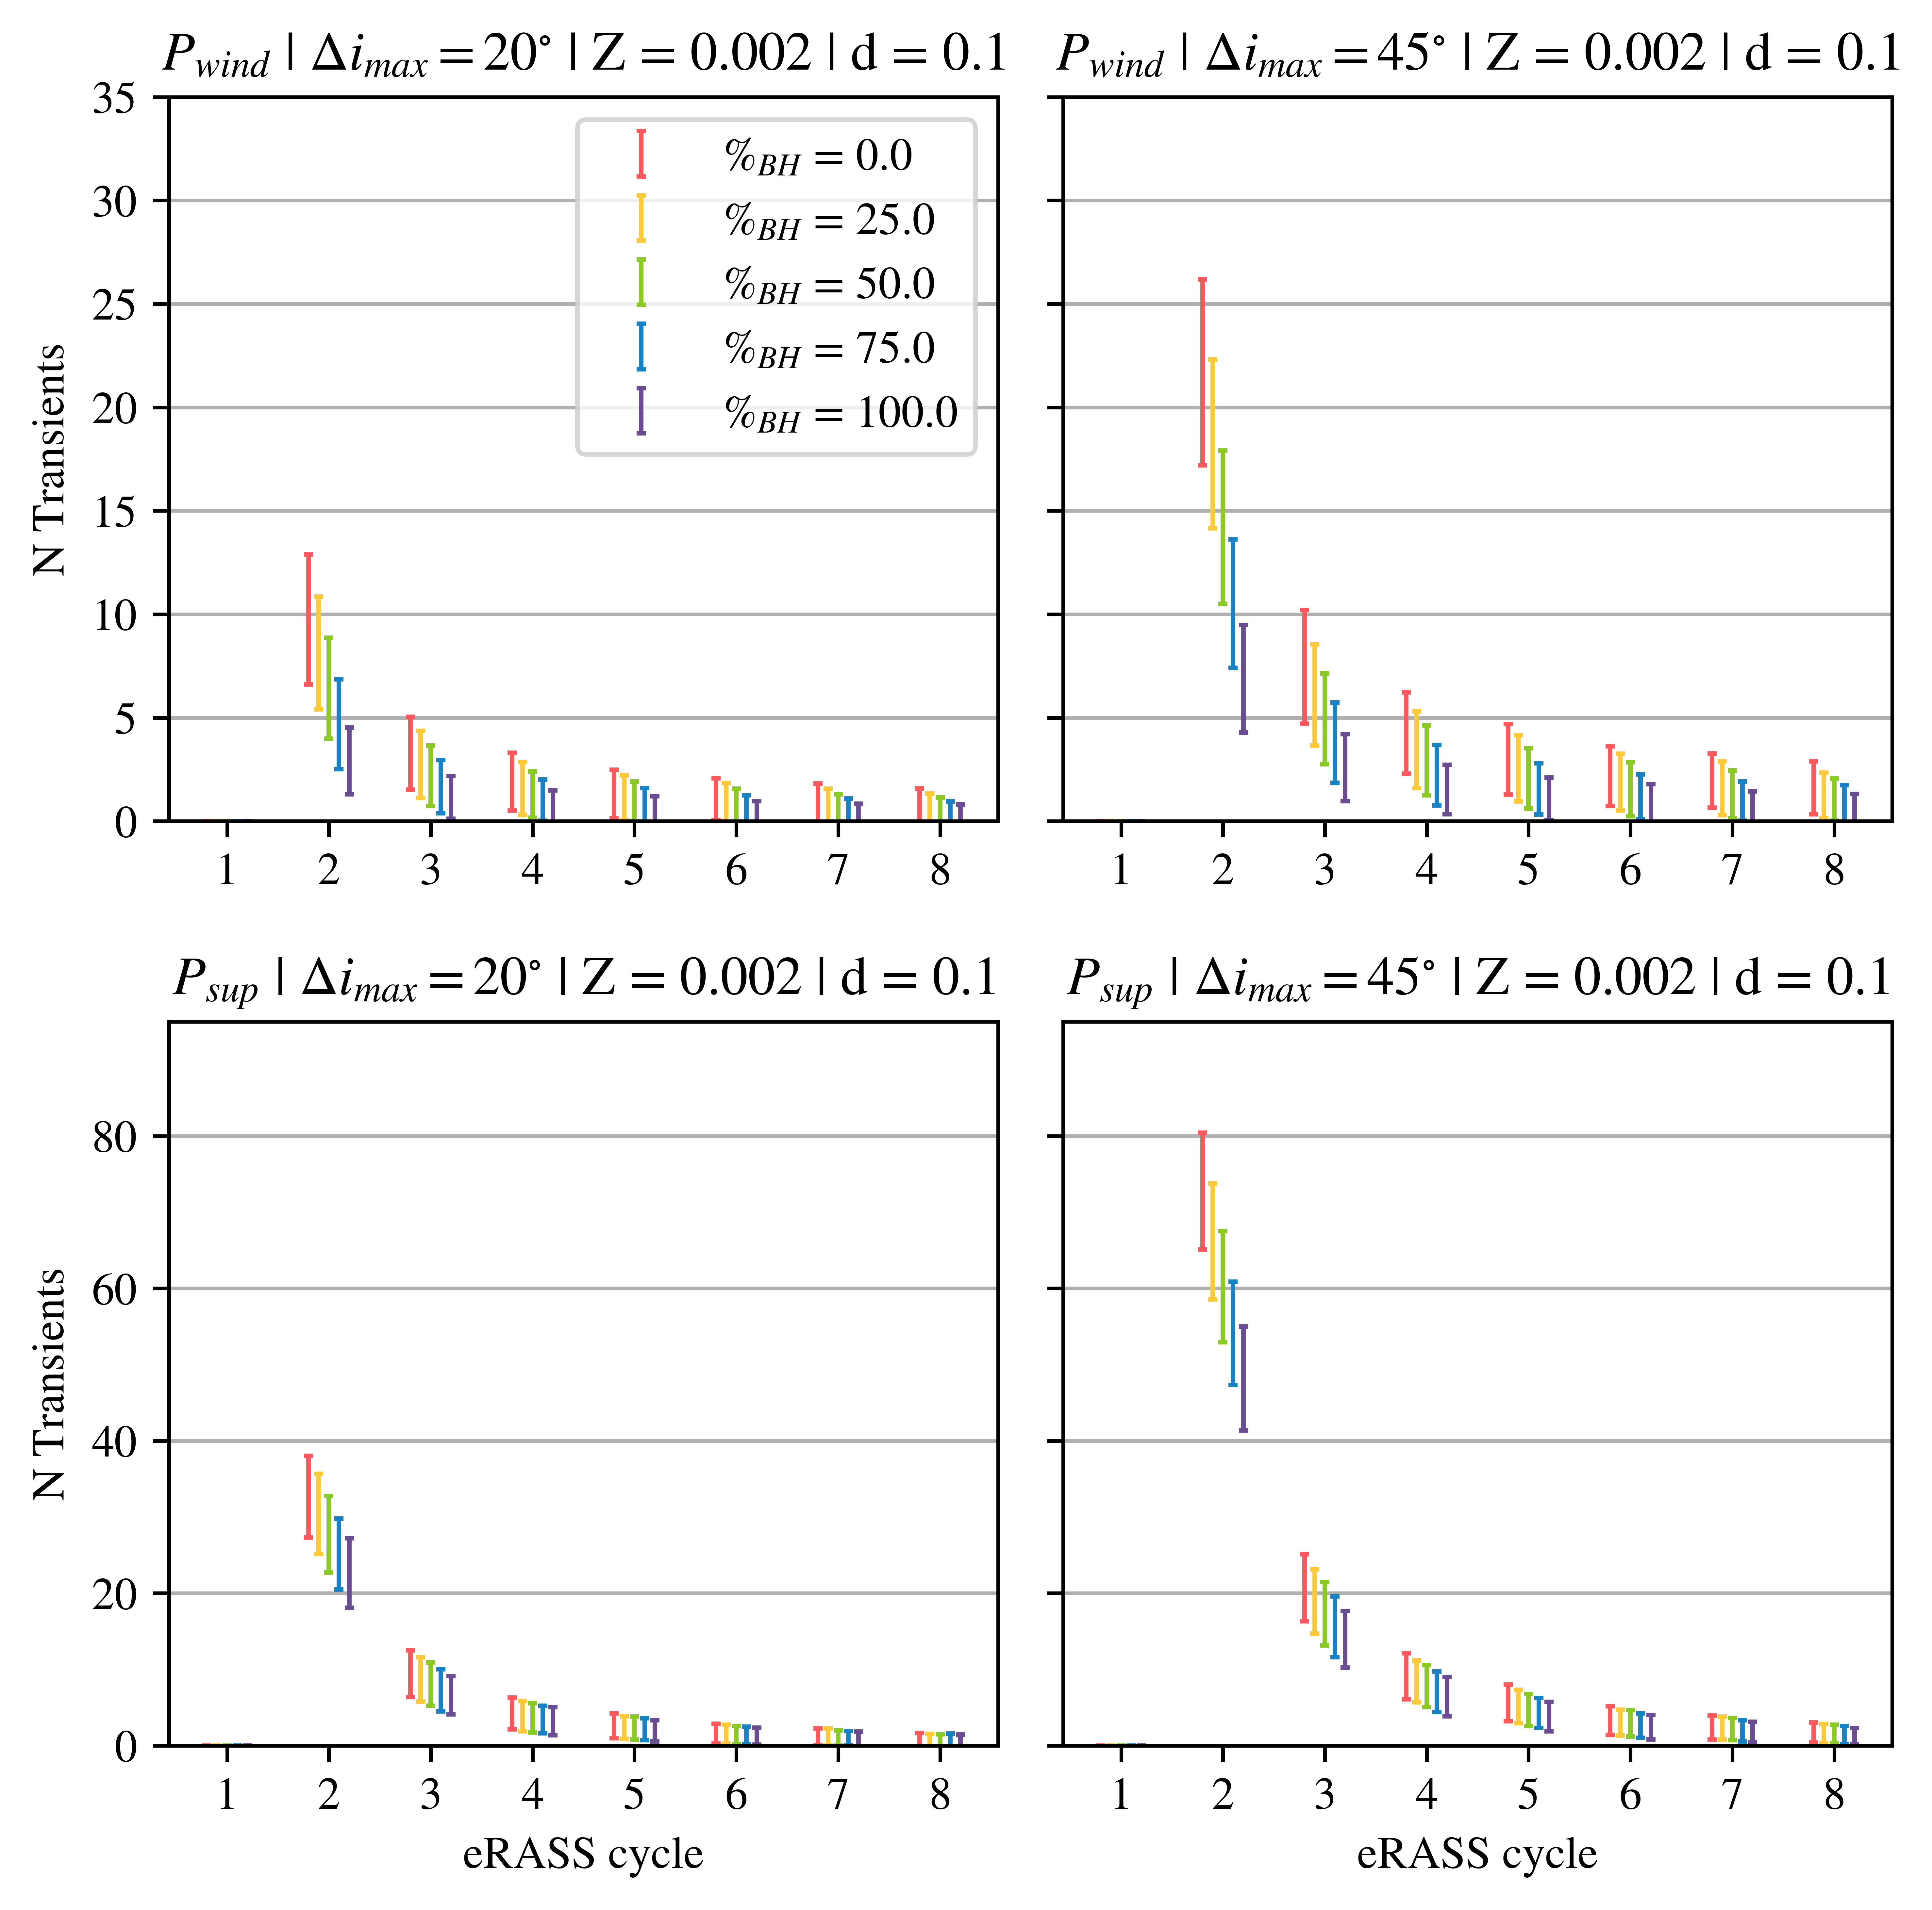 P_wind | Δi_max = 20° | Z = 0.002 | d = 0.1
P_wind | Δi_max = 45° | Z = 0.002 | d = 0.1
35
30
25
20
15
10
5
0
N Transients
%_BH = 0.0
%_BH = 25.0
%_BH = 50.0
%_BH = 75.0
%_BH = 100.0
1 2 3 4 5 6 7 8
1 2 3 4 5 6 7 8
P_sup | Δi_max = 20° | Z = 0.002 | d = 0.1
P_sup | Δi_max = 45° | Z = 0.002 | d = 0.1
80
60
40
20
0
N Transients
1 2 3 4 5 6 7 8
1 2 3 4 5 6 7 8
eRASS cycle
eRASS cycle